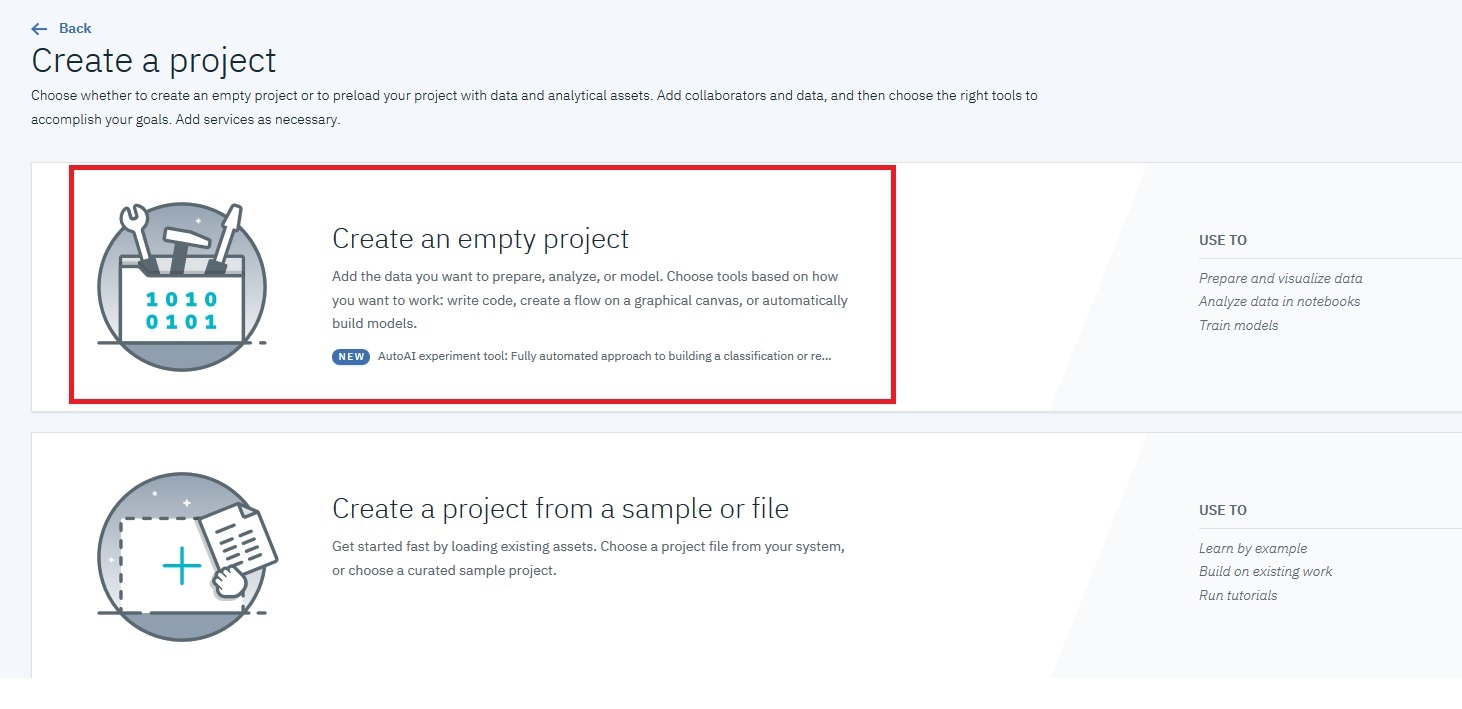 Back
Create a project
Choose whether to create an empty project or to preload your project with data and analytical assets. Add collaborators and data, and then choose the right tools to
accomplish your goals. Add services as necessary.
1010
0101
Create an empty project
Add the data you want to prepare, analyze, or model. Choose tools based on how
you want to work: write code, create a flow on a graphical canvas, or automatically
build models.
NEW AutoAI experiment tool: Fully automated approach to building a classification or re...
USE TO
Prepare and visualize data
Analyze data in notebooks
Train models
Create a project from a sample or file
Get started fast by loading existing assets. Choose a project file from your system,
or choose a curated sample project.
USE TO
Learn by example
Build on existing work
Run tutorials